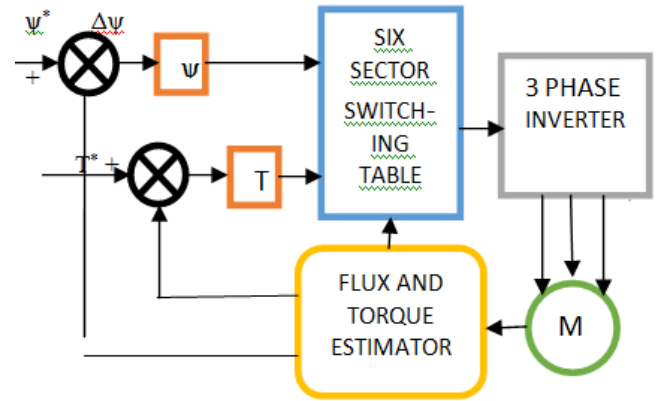 ψ* Δψ
+
ψ
SIX
SECTOR
SWITCH-
ING
TABLE
3 PHASE
INVERTER
T* +
T
FLUX AND
TORQUE
ESTIMATOR
M